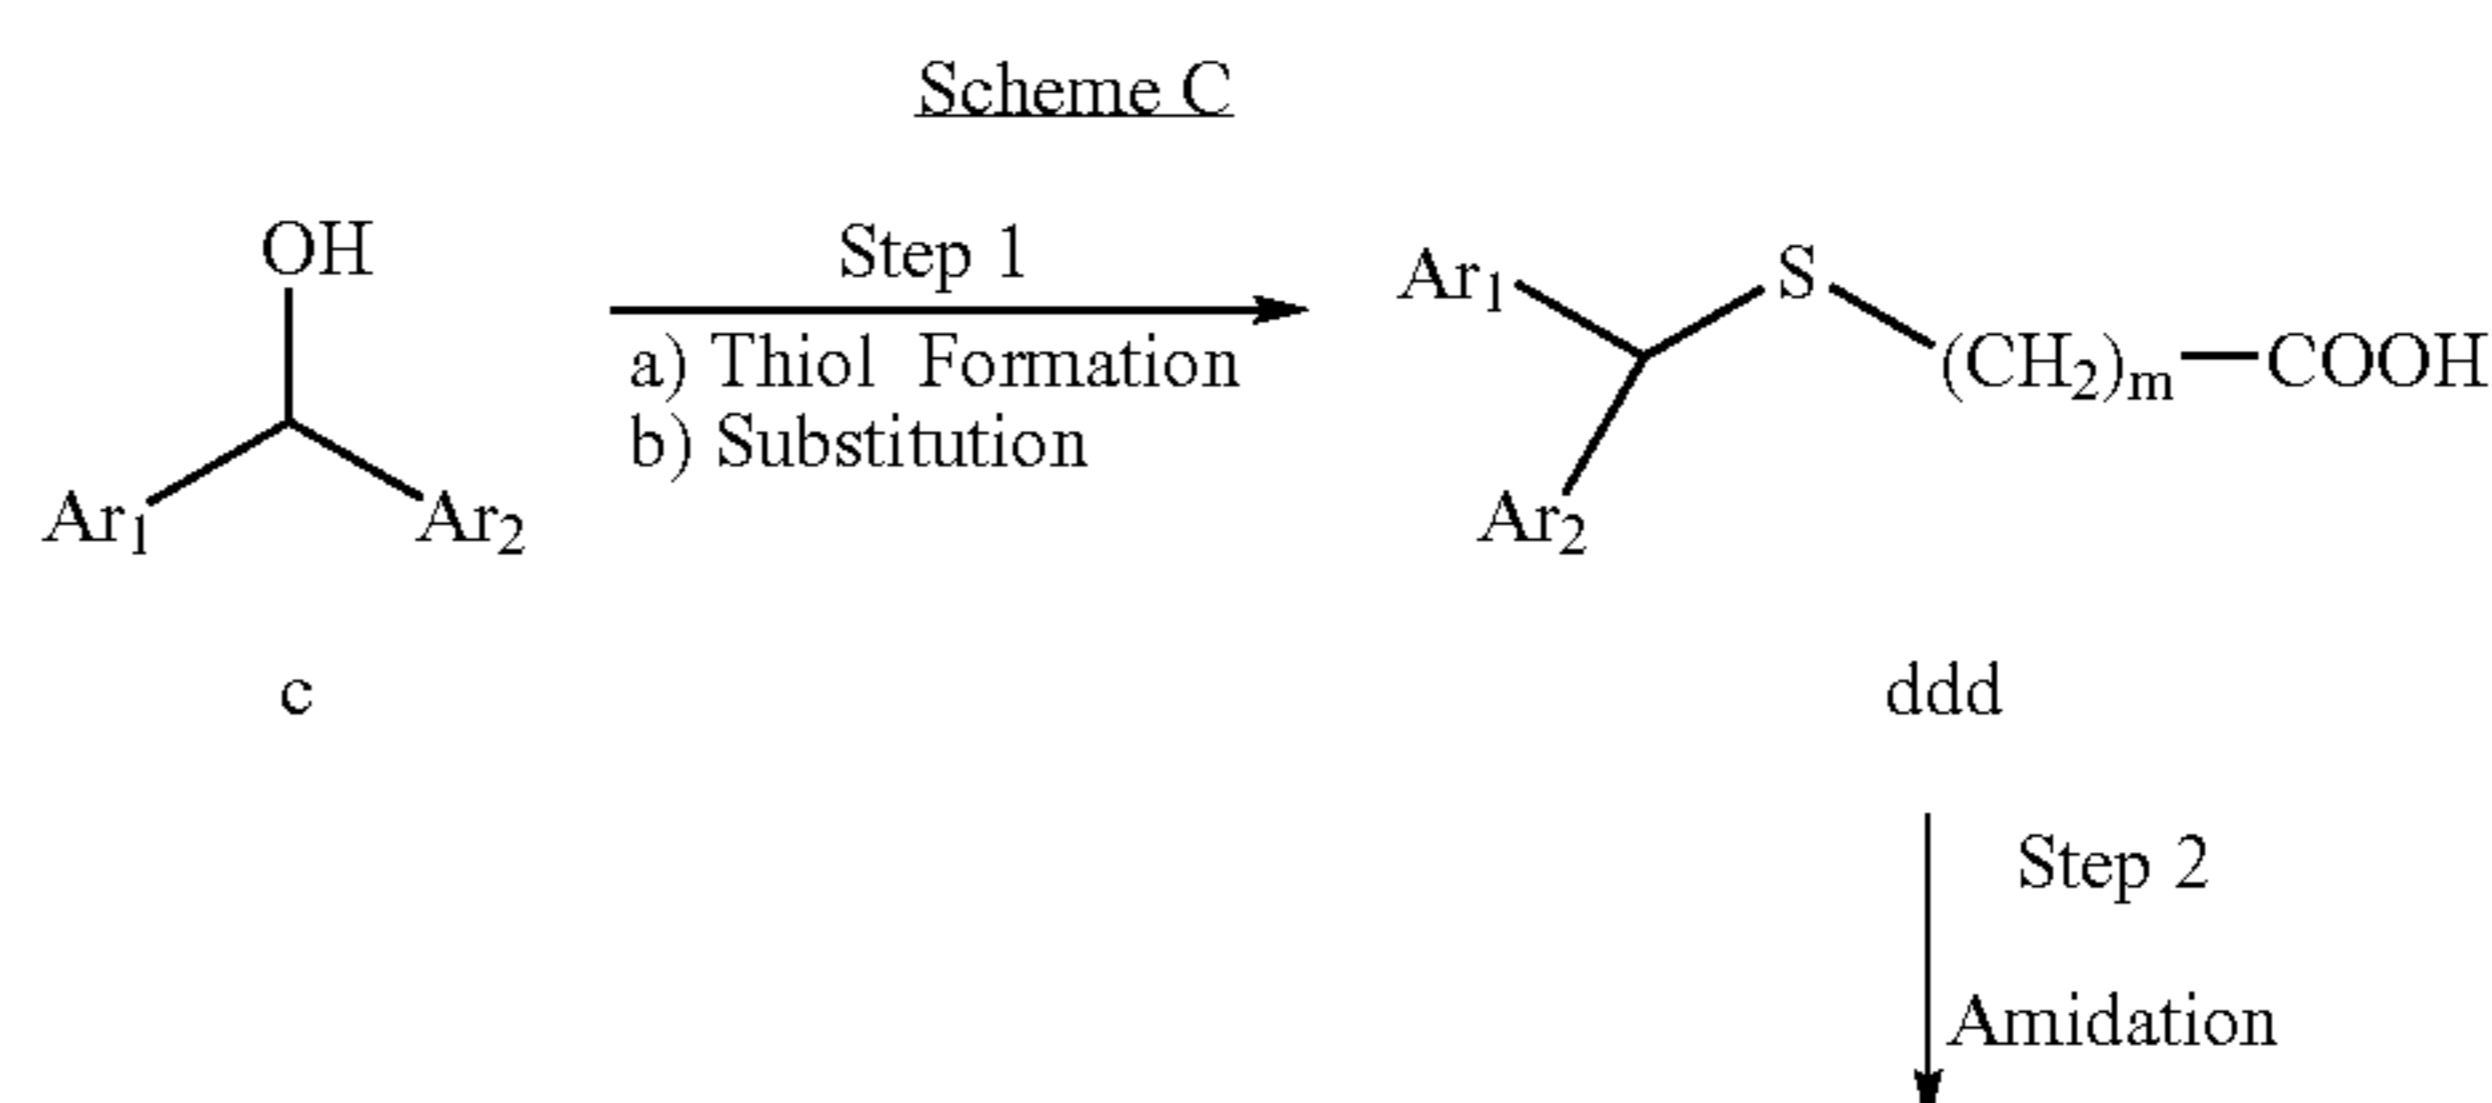 Scheme C
OH
Step 1
Ar1 S
a) Thiol Formation
(CH2)m—COOH
b) Substitution
Ar1 Ar2
Ar2
c
ddd
Step 2
Amidation